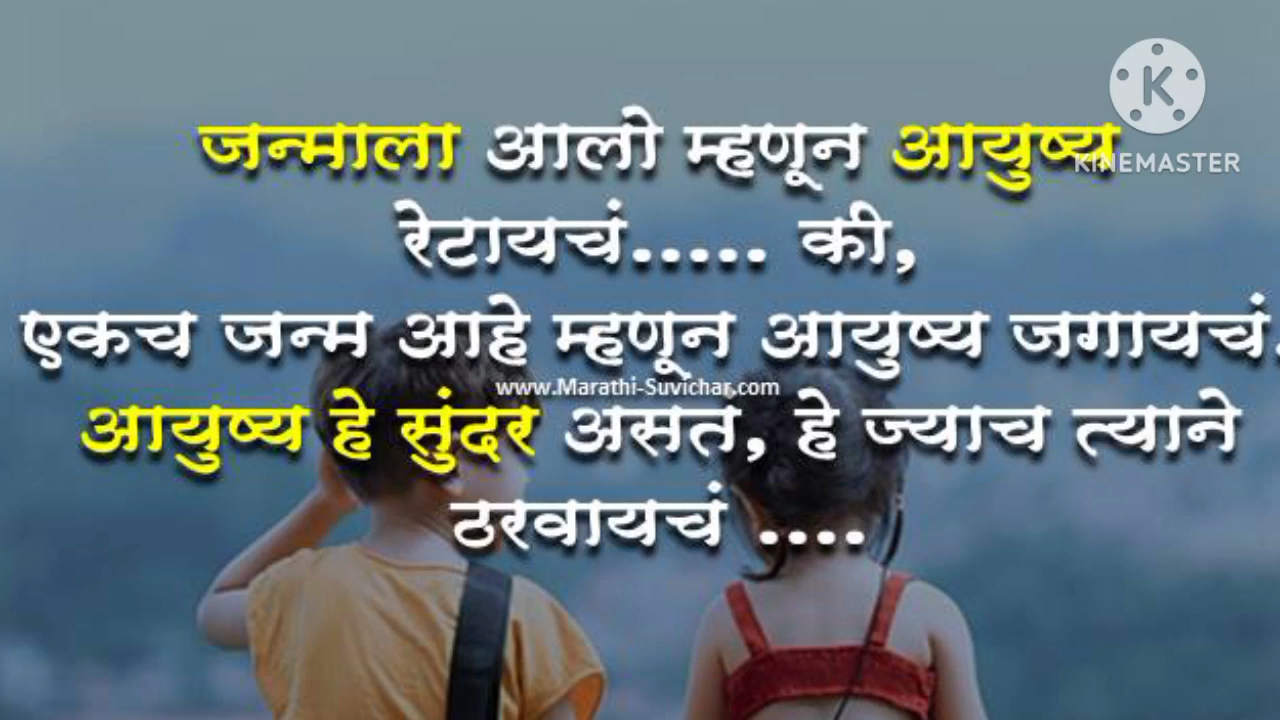 जन्माला आलो म्हणून आयुष्य
KINEMASTER
रेटायचं..... की,
एकच जन्म आहे म्हणून आयुष्य जगायचं.
www.Marathi-Suvichar.com
आयुष्य हे सुंदर असत, हे ज्याच त्याने
ठरवायचं ....